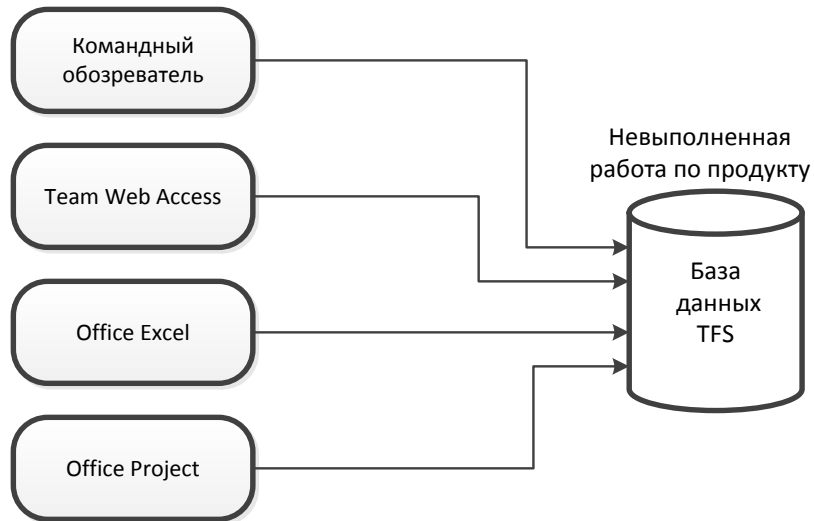 Командный
обозреватель
Team Web Access
Office Excel
Office Project
Невыполненная
работа по продукту
База
данных
TFS